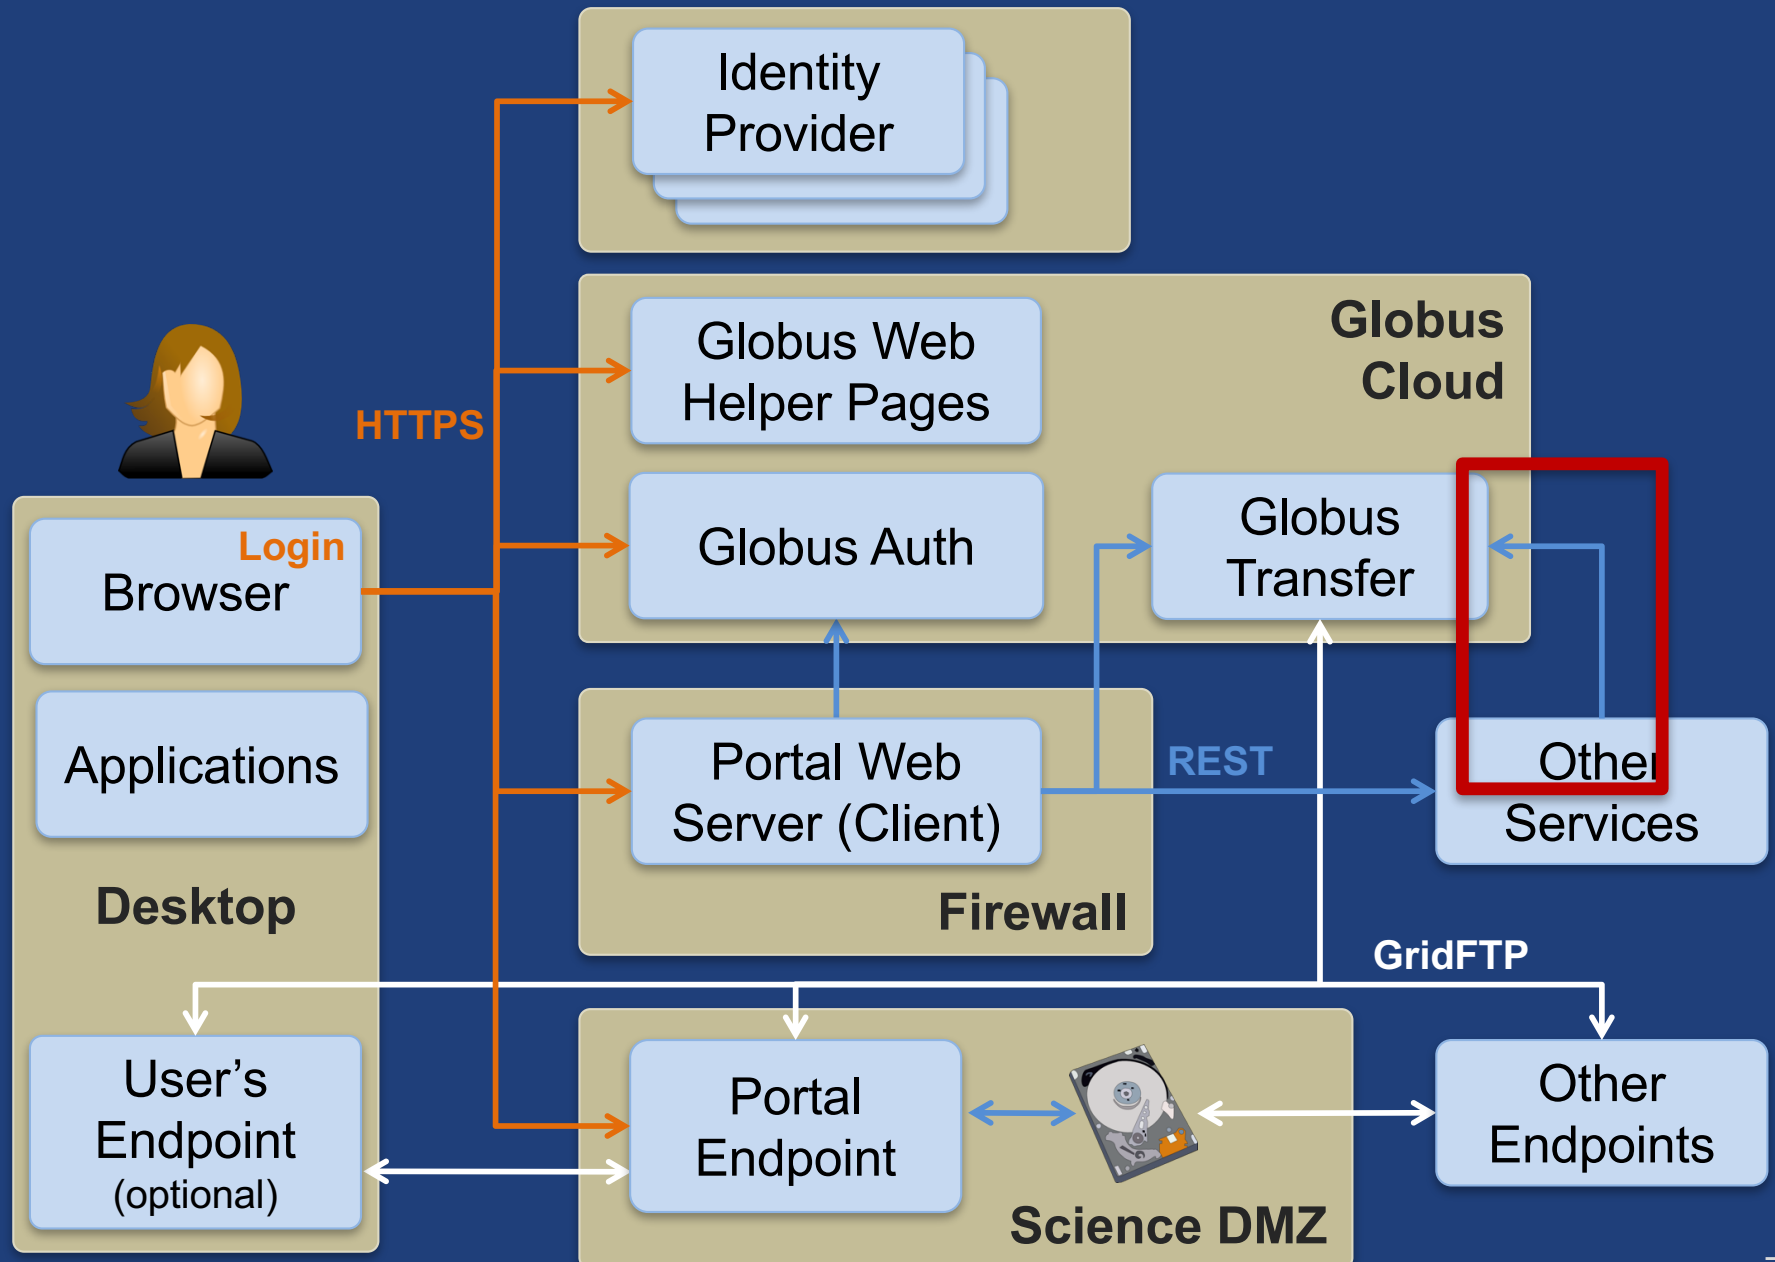 Identity
Provider
Globus Web
Helper Pages
Globus
Cloud
HTTPS
Login
Browser
Globus Auth
Globus
Transfer
Applications
Portal Web
Server (Client)
REST
Other
Services
Desktop
Firewall
GridFTP
User’s
Endpoint
(optional)
Portal
Endpoint
Other
Endpoints
Science DMZ